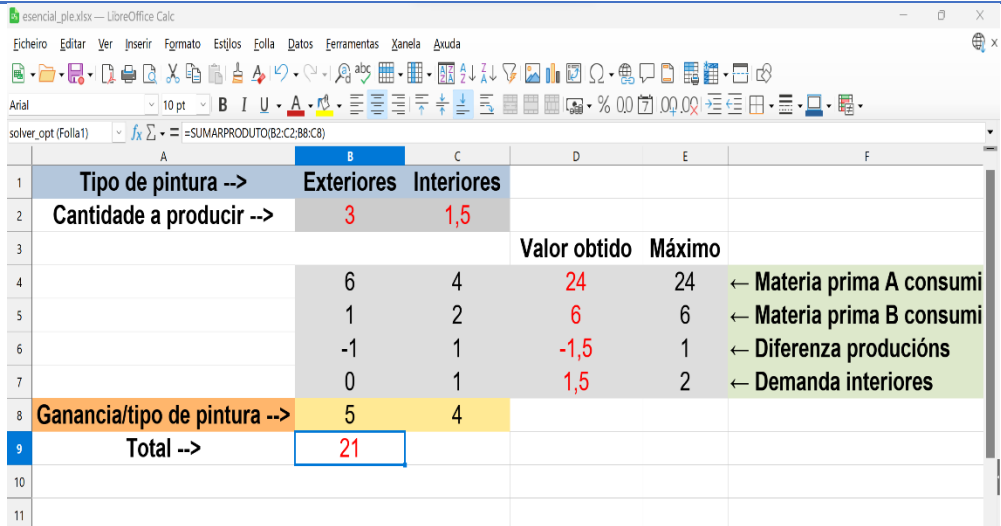 esencial_ple.xlsx — LibreOffice Calc
Ficheiro Editar Ver Inserir Formato Estilos Folla Datos Ferramentas Xanela Axuda
Arial 10 pt
solver_opt (Folla1) =SUMARPRODUTO(B2:C2;B8:C8)
A B C D E F
1 Tipo de pintura --> Exteriores Interiores
2 Cantidade a producir --> 3 1,5
3 Valor obtido Máximo
4 6 4 24 24 ← Materia prima A consumi
5 1 2 6 6 ← Materia prima B consumi
6 -1 1 -1,5 1 ← Diferenza producións
7 0 1 1,5 2 ← Demanda interiores
8 Ganancia/tipo de pintura --> 5 4
9 Total --> 21
10
11